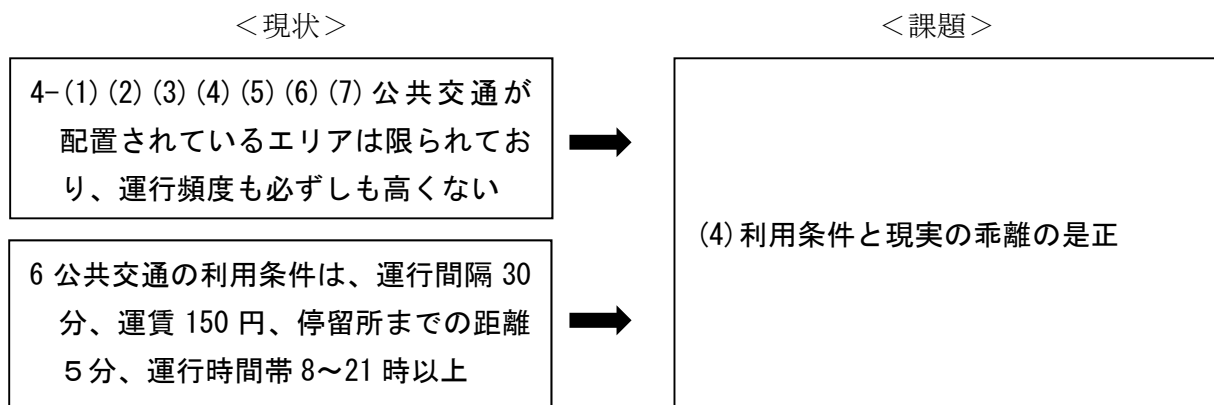 ＜現状＞
＜課題＞
4-(1)(2)(3)(4)(5)(6)(7)公共交通が
配置されているエリアは限られてお
り、運行頻度も必ずしも高くない
6 公共交通の利用条件は、運行間隔 30
分、運賃 150 円、停留所までの距離
５分、運行時間帯 8～21 時以上
(4)利用条件と現実の乖離の是正